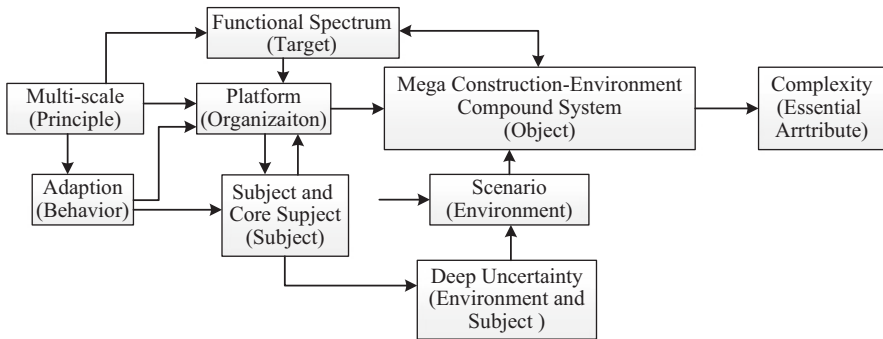 Functional Spectrum
(Target)
Multi-scale
(Principle)
Platform
(Organizaiton)
Mega Construction-Environment
Compound System
(Object)
Complexity
(Essential
Arrtribute)
Adaption
(Behavior)
Subject and
Core Supject
(Subject)
Scenario
(Environment)
Deep Uncertainty
(Environment and
Subject )